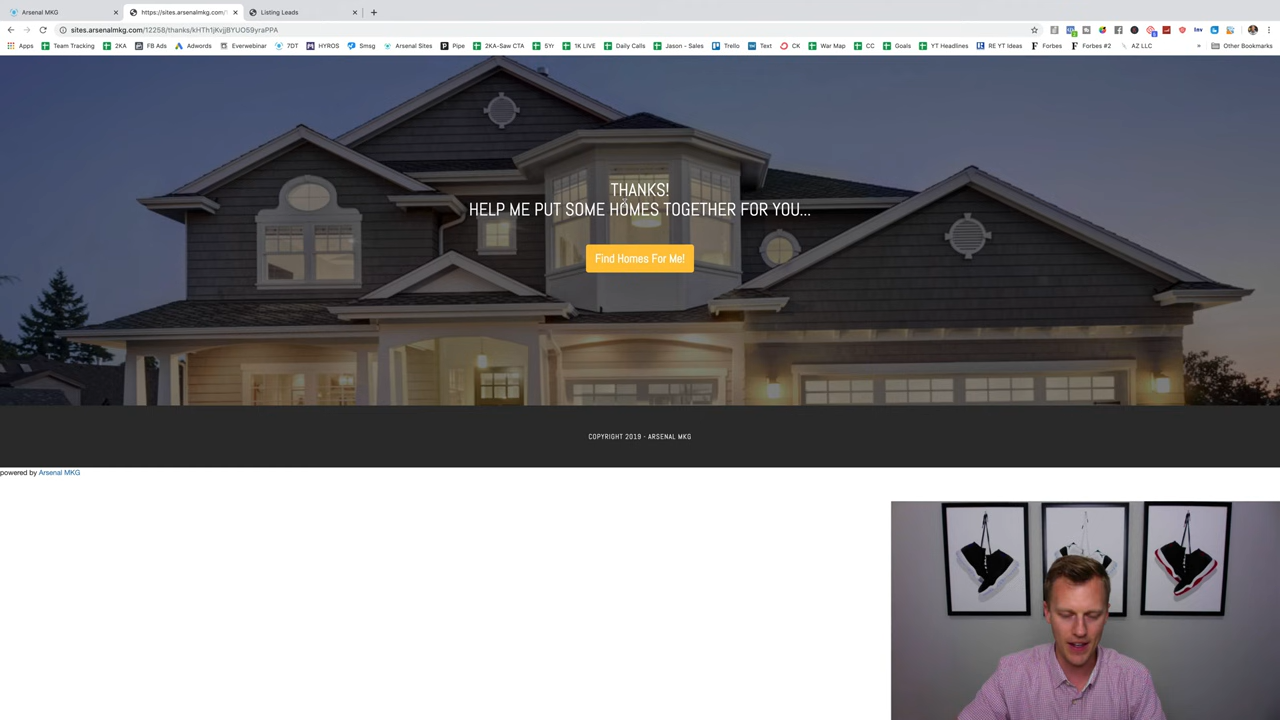 Arsenal MKG
https://sites.arsenalmkg.com/
Listing Leads
sites.arsenalmkg.com/12258/thanks/kHTh1jKvjjBYUO59yraPPA
Apps
Team Tracking
2KA
FB Ads
Adwords
Everwebinar
7DT
HYROS
Smsg
Arsenal Sites
Pipe
2KA-Saw CTA
5Yr
1K LIVE
Daily Calls
Jason - Sales
Trello
Text
CK
War Map
CC
Goals
YT Headlines
RE YT Ideas
Forbes
Forbes #2
AZ LLC
»
Other Bookmarks
THANKS!
HELP ME PUT SOME HOMES TOGETHER FOR YOU...
Find Homes For Me!
COPYRIGHT 2019 - ARSENAL MKG
powered by Arsenal MKG